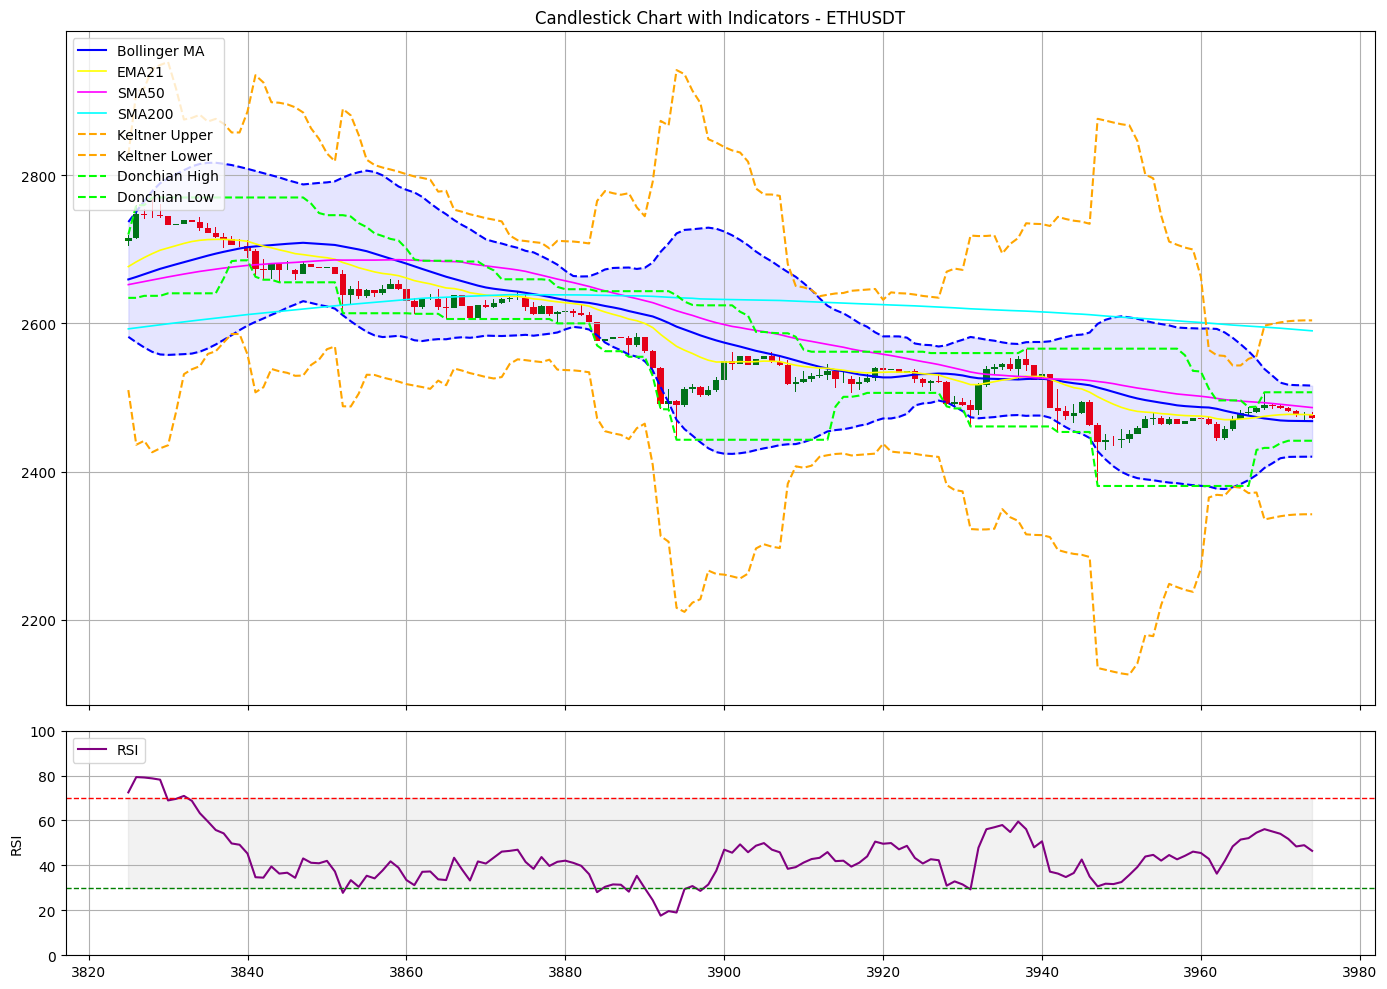 Candlestick Chart with Indicators - ETHUSDT
Bollinger MA
EMA21
SMA50
SMA200
Keltner Upper
Keltner Lower
Donchian High
Donchian Low
2800
2600
2400
2200
RSI
100
80
60
40
20
0
RSI
3820 3840 3860 3880 3900 3920 3940 3960 3980